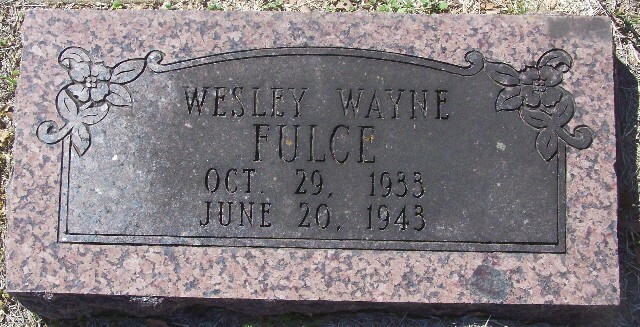 WESLEY WAYNE
FULCE
OCT. 29, 1933
JUNE 20, 1943